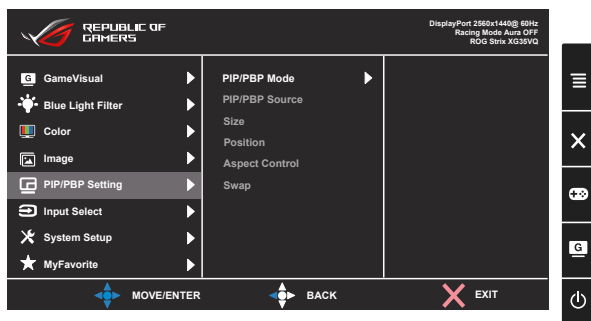 REPUBLIC OF
GAMERS
DisplayPort 2560x1440@ 60Hz
Racing Mode Aura OFF
ROG Strix XG35VQ
G GameVisual
Blue Light Filter
Color
Image
PIP/PBP Setting
Input Select
System Setup
MyFavorite
PIP/PBP Mode
PIP/PBP Source
Size
Position
Aspect Control
Swap
MOVE/ENTER
BACK
EXIT
G